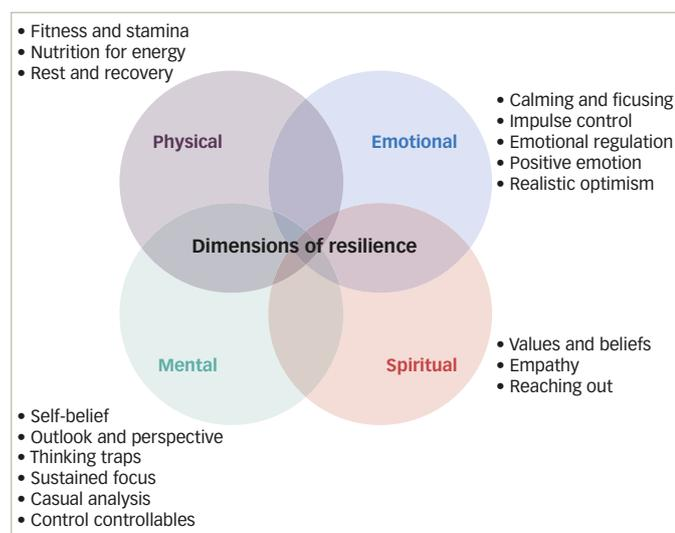 • Fitness and stamina
• Nutrition for energy
• Rest and recovery
Physical
Emotional
• Calming and ficusing
• Impulse control
• Emotional regulation
• Positive emotion
• Realistic optimism
Dimensions of resilience
Mental
Spiritual
• Values and beliefs
• Empathy
• Reaching out
• Self-belief
• Outlook and perspective
• Thinking traps
• Sustained focus
• Casual analysis
• Control controllables